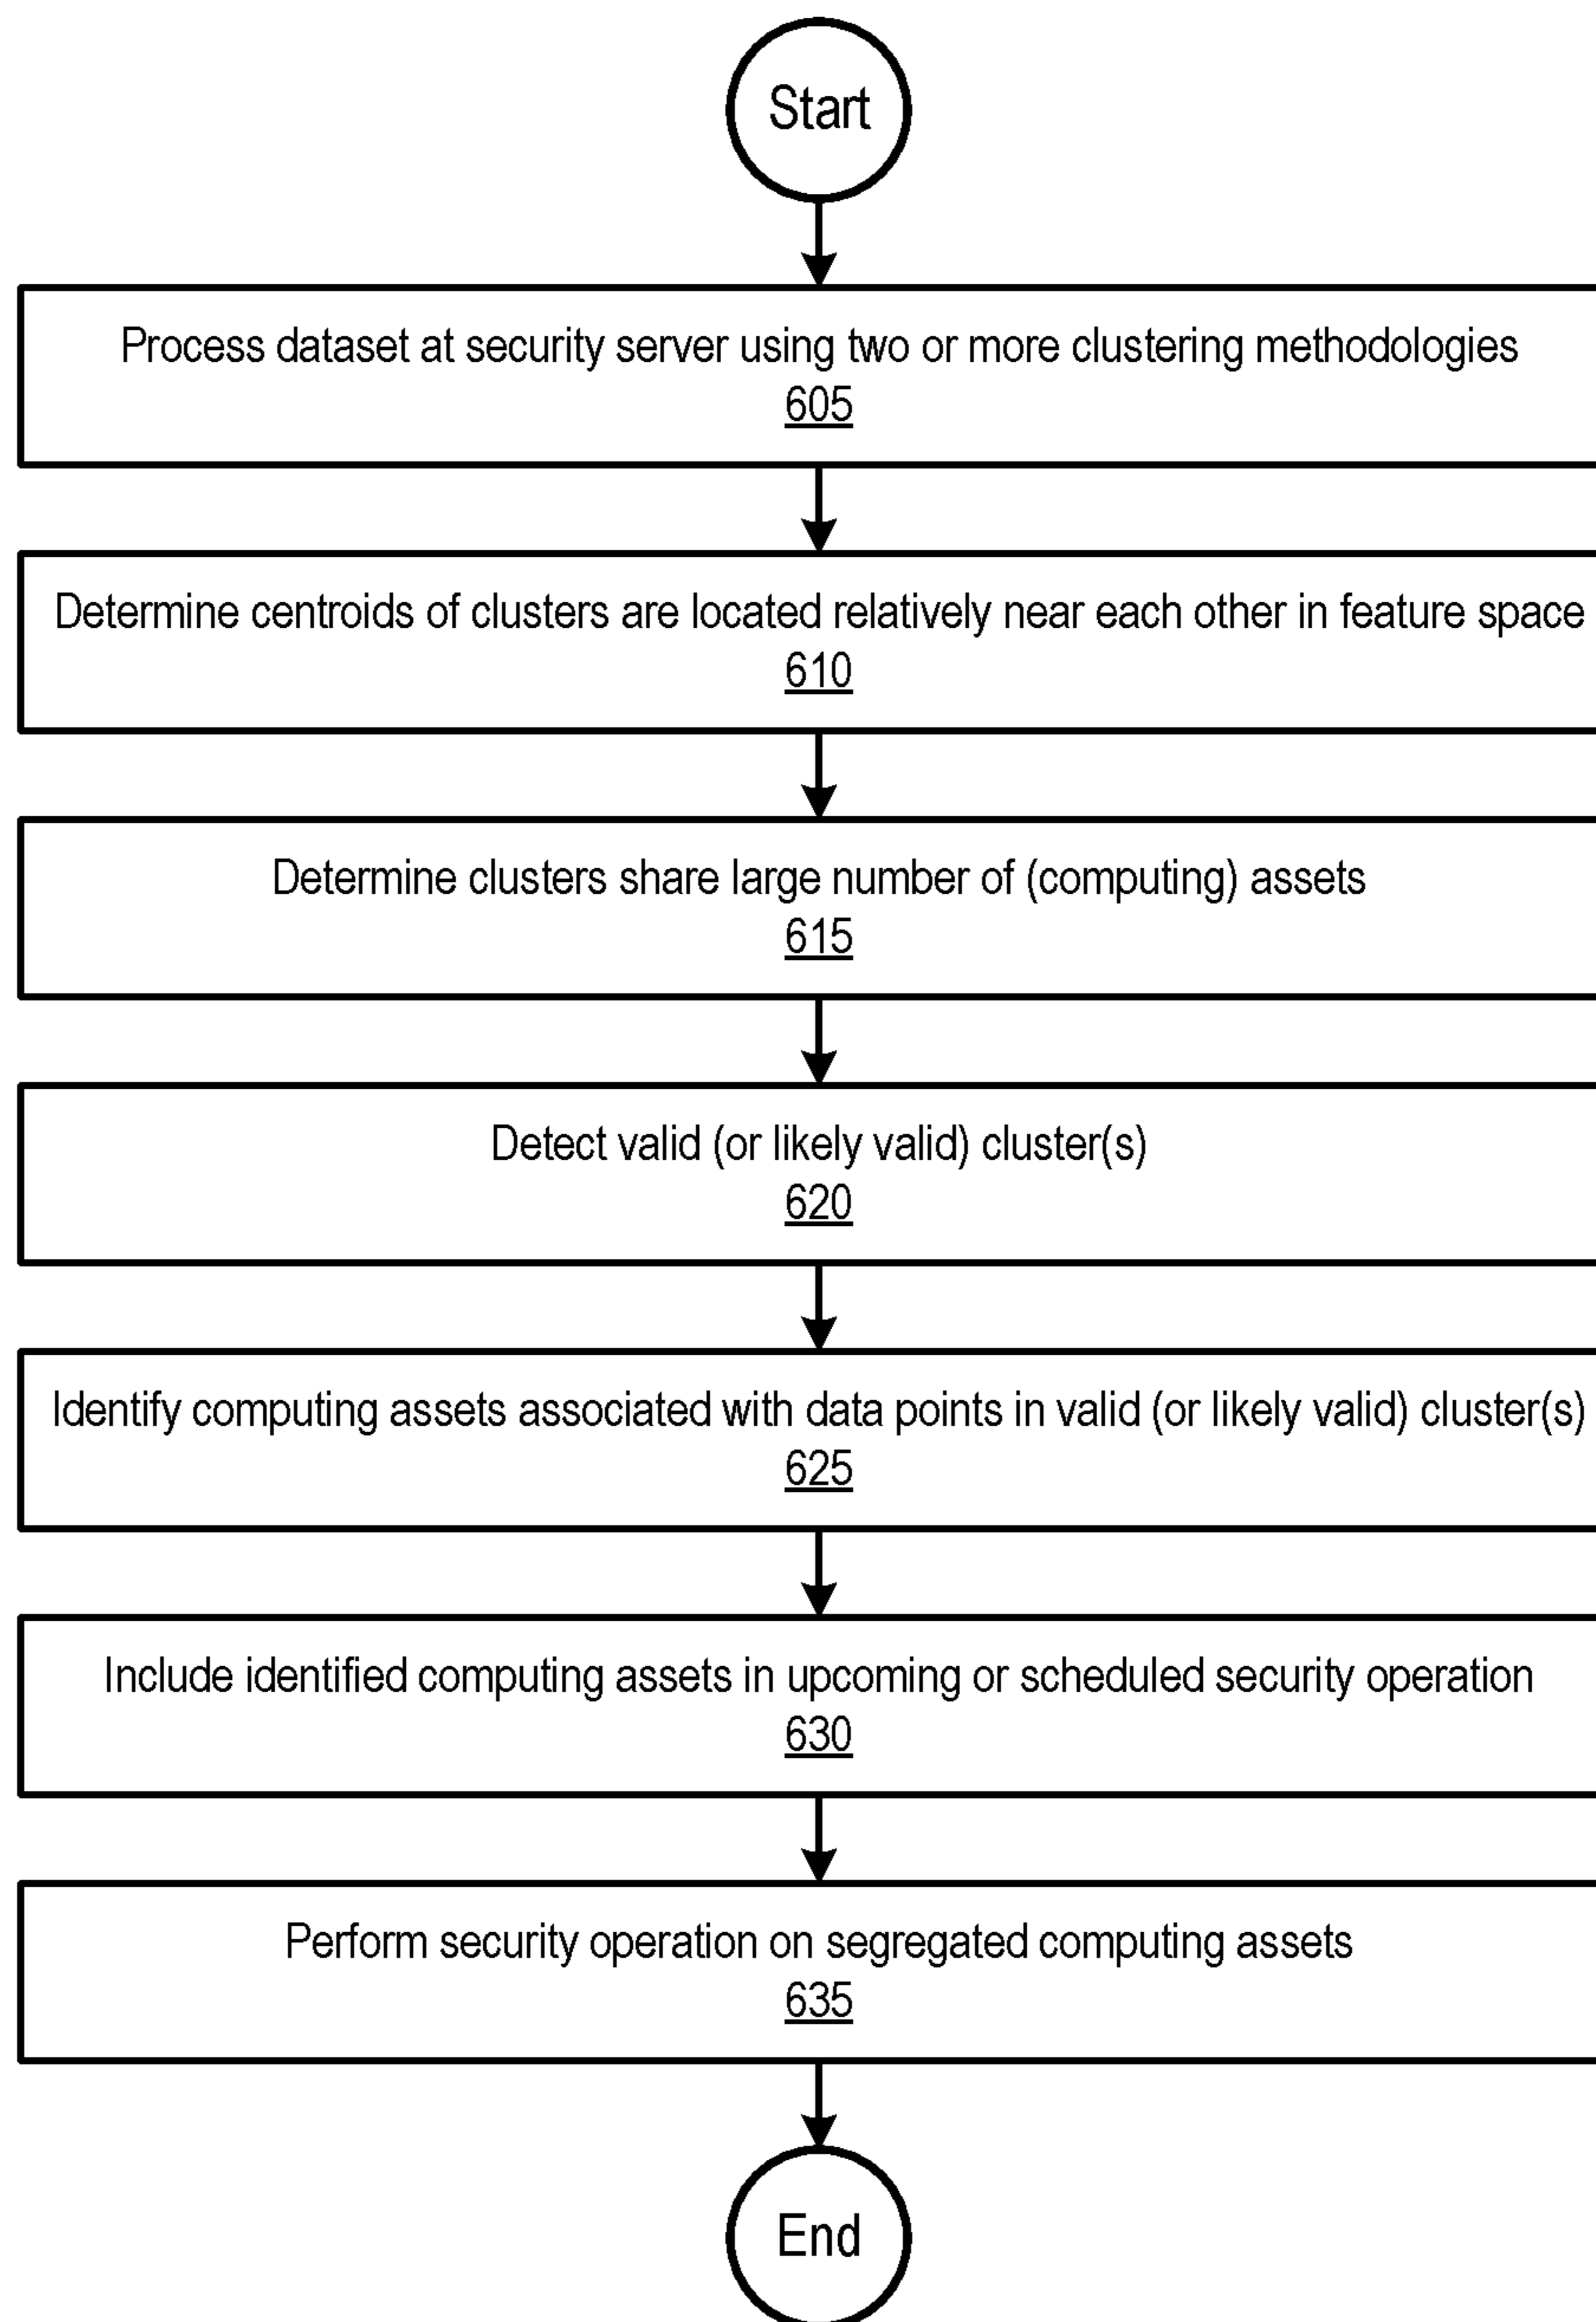 Start
Process dataset at security server using two or more clustering methodologies
605
Determine centroids of clusters are located relatively near each other in feature space
610
Determine clusters share large number of (computing) assets
615
Detect valid (or likely valid) cluster(s)
620
Identify computing assets associated with data points in valid (or likely valid) cluster(s)
625
Include identified computing assets in upcoming or scheduled security operation
630
Perform security operation on segregated computing assets
635
End